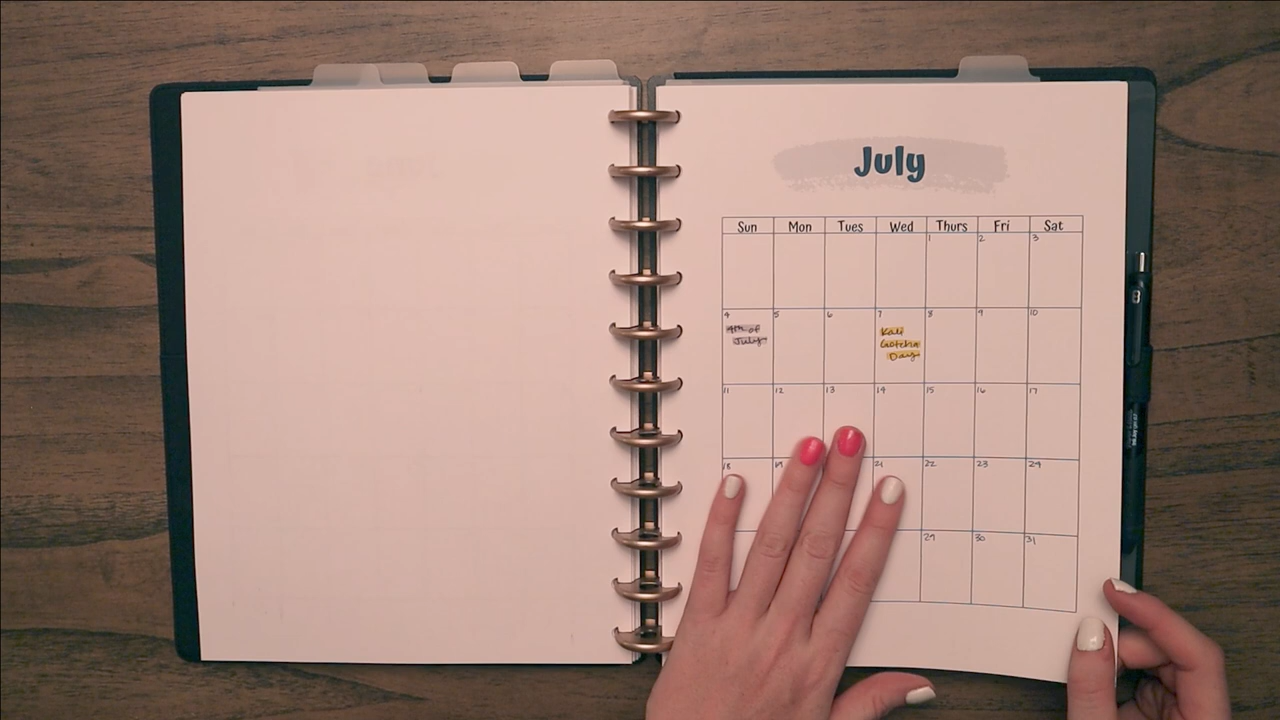 July
Sun Mon Tues Wed Thurs Fri Sat
1 2 3
4 5 6 7 8 9 10
4th of
July
Kali
Gotcha
Day
11 12 13 14 15 16 17
18 19 21 22 23 24
29 30 31